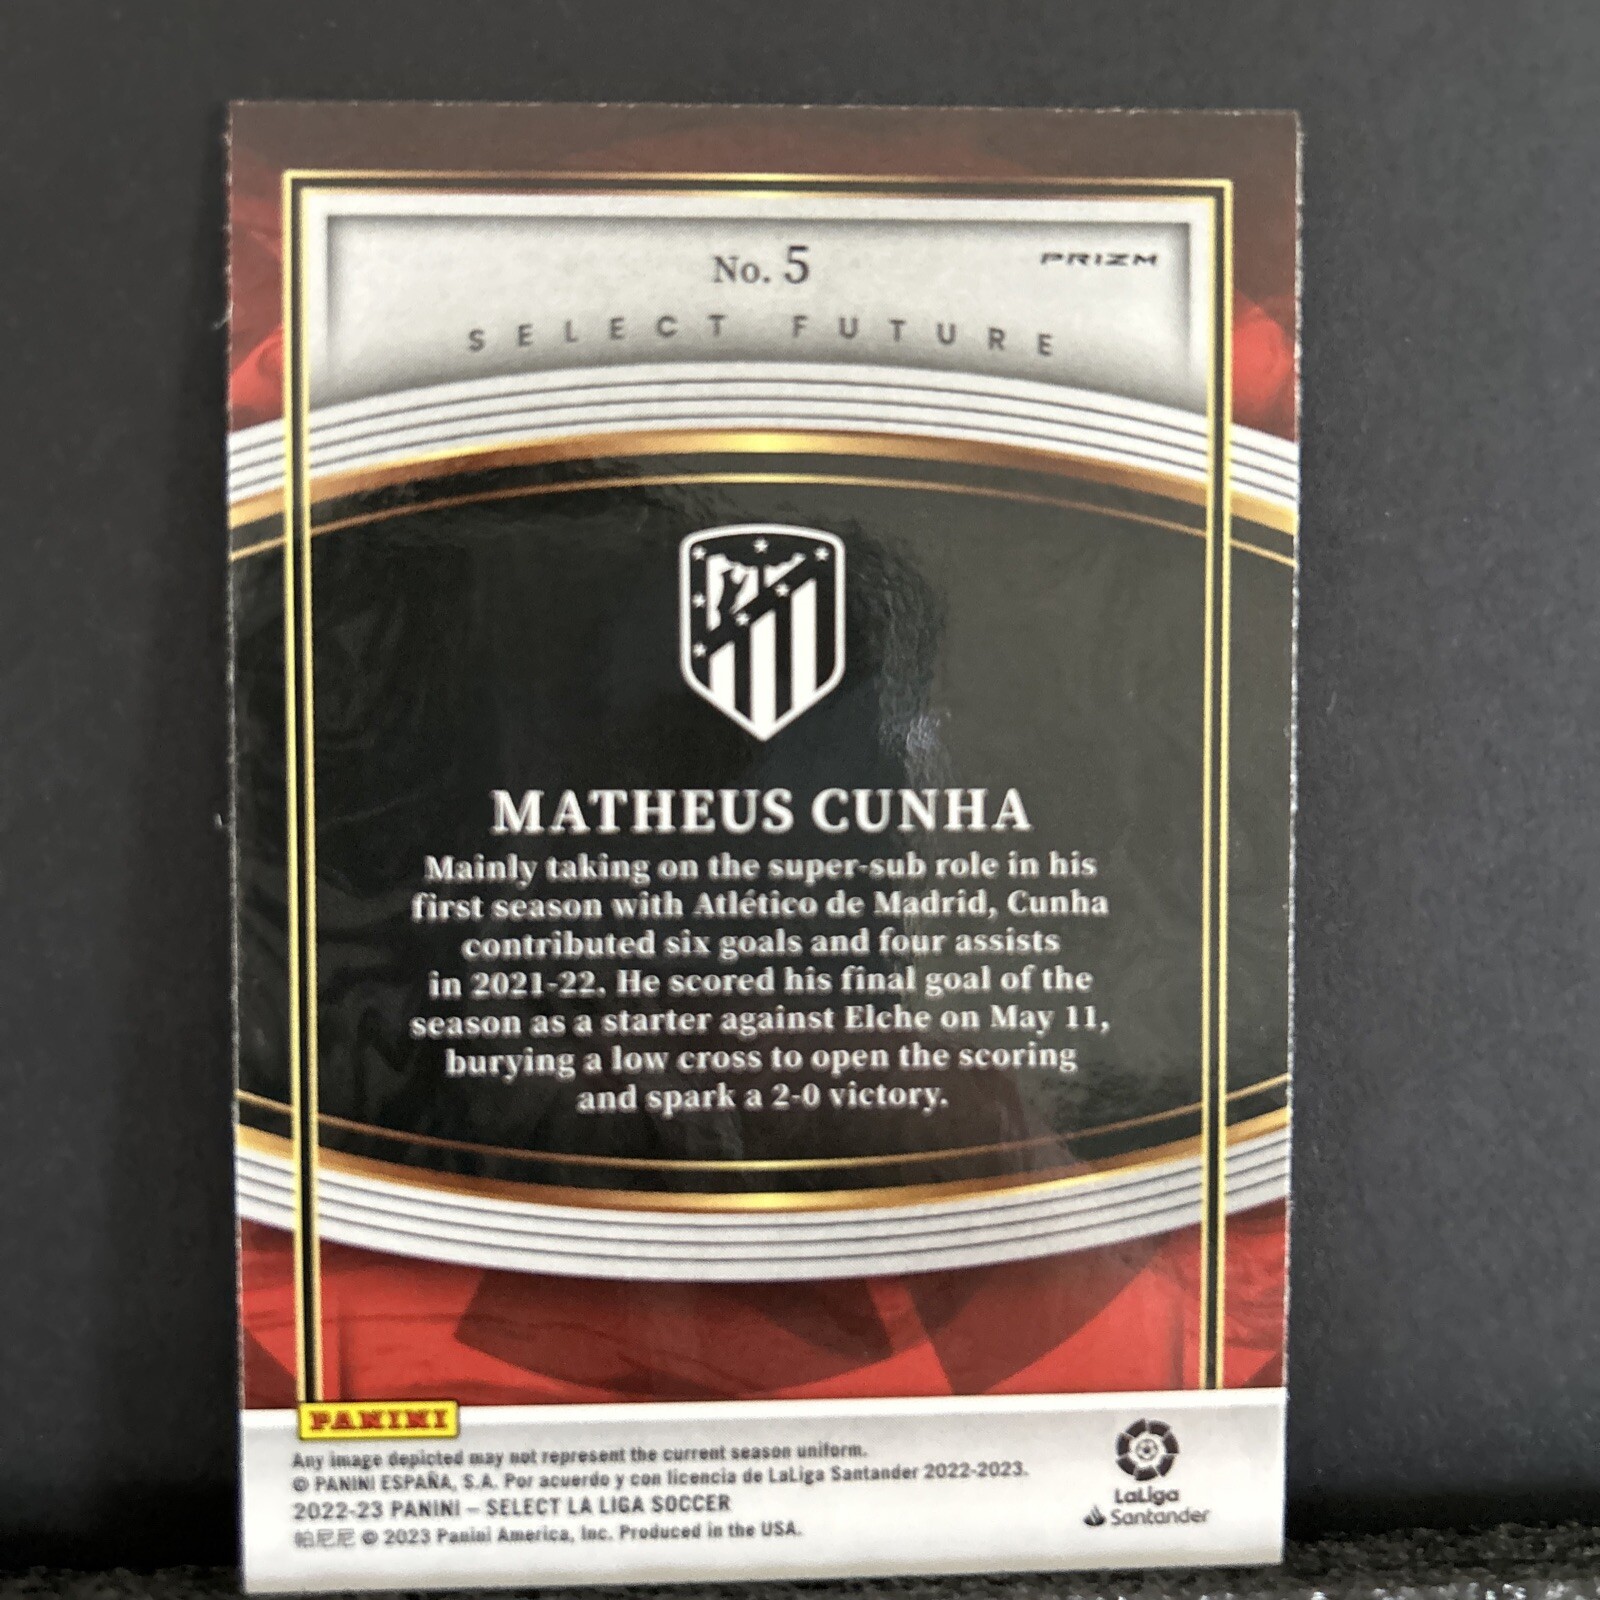 No. 5
PRIZM
SELECT FUTURE
MATHEUS CUNHA
Mainly taking on the super-sub role in his
first season with Atlético de Madrid, Cunha
contributed six goals and four assists
in 2021-22. He scored his final goal of the
season as a starter against Elche on May 11,
burying a low cross to open the scoring
and spark a 2-0 victory.
PANINI
Any image depicted may not represent the current season uniform.
© PANINI ESPAÑA, S.A. Por acuerdo y con licencia de LaLiga Santander 2022-2023.
2022-23 PANINI – SELECT LA LIGA SOCCER
帕尼尼 © 2023 Panini America, Inc. Produced in the USA.
LaLiga
Santander